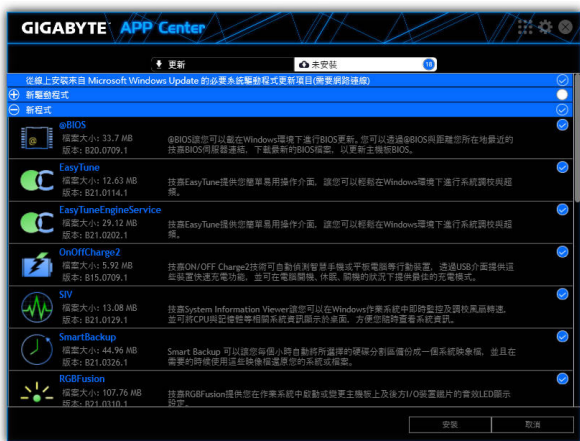 GIGABYTE APP Center
更新
未安裝
18
從線上安裝來自 Microsoft Windows Update 的必要系統驅動程式更新項目(需要網路連線)
新驅動程式
新程式
@BIOS
檔案大小: 33.7 MB
版本: B20.0709.1
@BIOS讓您可以載在Windows環境下進行BIOS更新。您可以透過@BIOS與距離您所在地最近的
技嘉BIOS伺服器連結，下載最新的BIOS檔案，以更新主機板BIOS。
EasyTune
檔案大小: 12.63 MB
版本: B21.0114.1
技嘉EasyTune提供您簡單易用操作介面，讓您可以輕鬆在Windows環境下進行系統調校與超
頻。
EasyTuneEngineService
檔案大小: 29.12 MB
版本: B21.0202.1
技嘉EasyTune提供您簡單易用操作介面，讓您可以輕鬆在Windows環境下進行系統調校與超
頻。
OnOffCharge2
檔案大小: 5.92 MB
版本: B15.0709.1
技嘉ON/OFF Charge2技術可自動偵測智慧手機或平板電腦等行動裝置，透過USB介面提供這
些裝置快速充電功能，並可在電腦開機、休眠、關機的狀況下提供最佳的充電模式。
SIV
檔案大小: 13.08 MB
版本: B21.0129.1
技嘉System Information Viewer讓您可以在Windows作業系統中即時監控及調校風扇轉速，
並可將CPU與記憶體等相關系統資訊顯示於桌面，方便您隨時查看系統資訊。
SmartBackup
檔案大小: 44.96 MB
版本: B21.0326.1
Smart Backup 可以讓您每個小時自動將所選擇的硬碟分割區備份成一個系統映象檔，並且在
需要的時候使用這些映像檔還原您的系統或檔案。
RGBFusion
檔案大小: 107.76 MB
版本: B21.0310.1
技嘉RGBFusion提供您在作業系統中啟動或變更主機板上及後方I/O裝置鐵片的音效LED顯示
設定。
安裝
取消